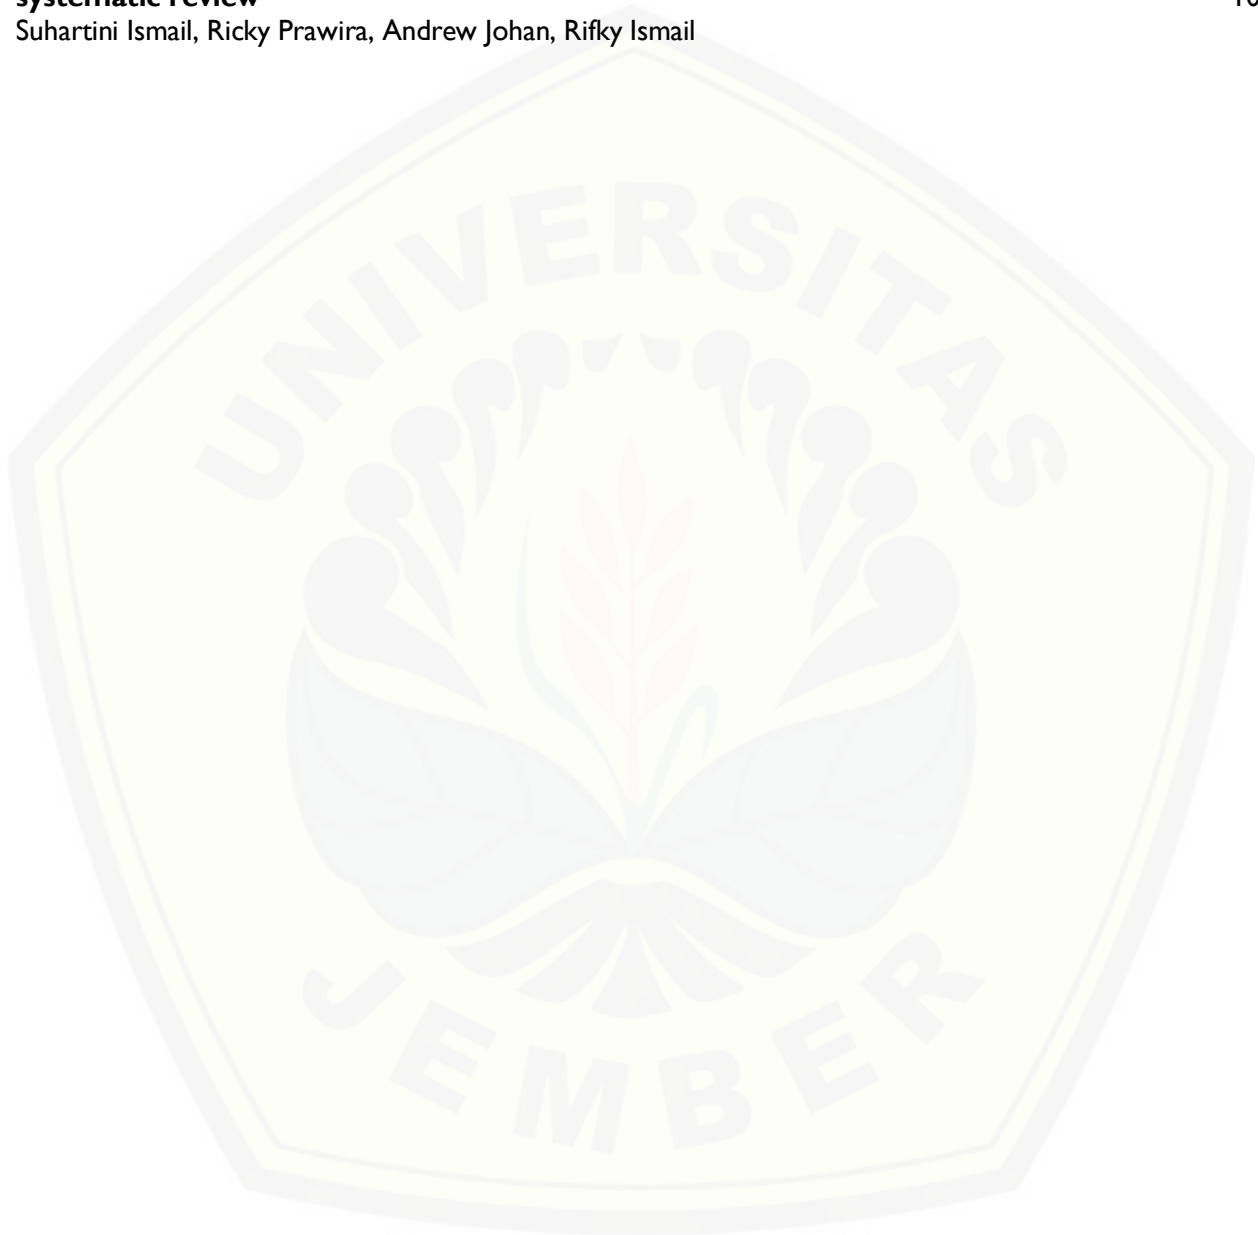 systematic review
Suhartini Ismail, Ricky Prawira, Andrew Johan, Rifky Ismail
UNIVERSITAS
JEMBER